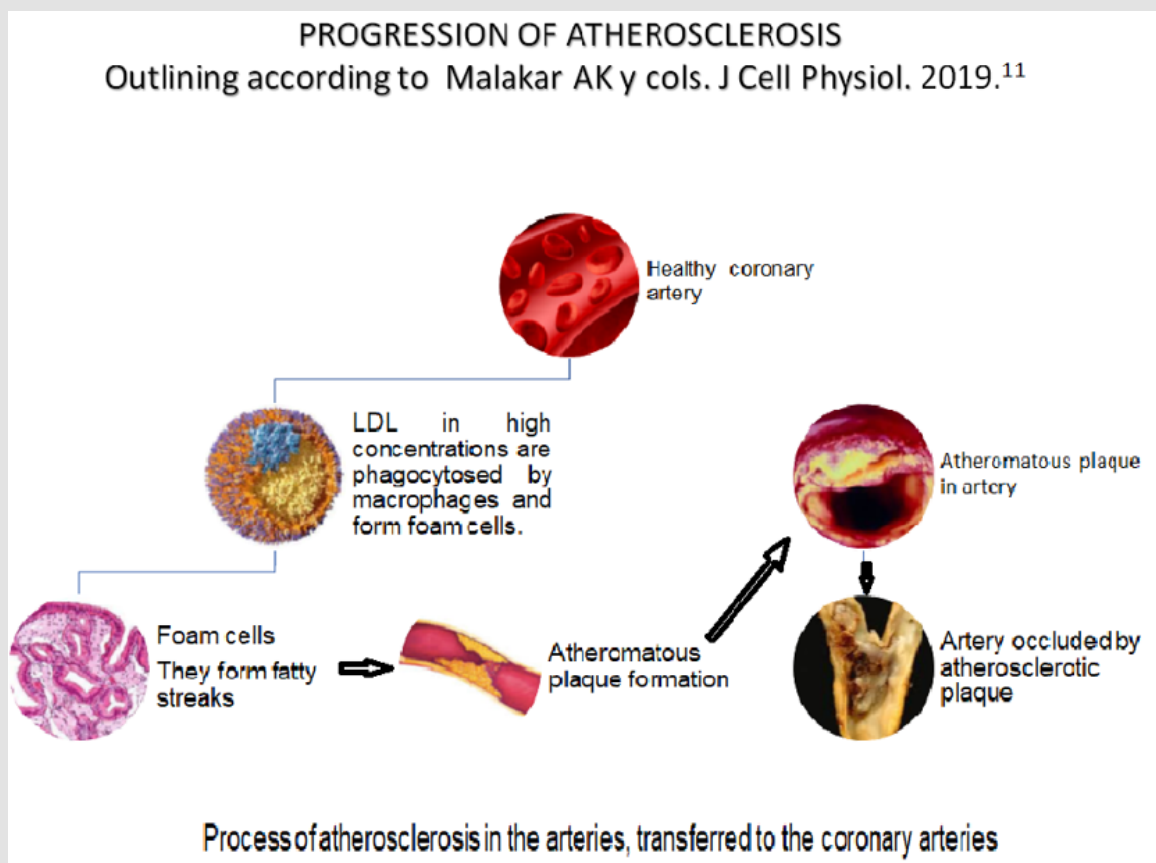 PROGRESSION OF ATHEROSCLEROSIS
Outlining according to Malakar AK y cols. J Cell Physiol. 2019.11
Healthy coronary
artery
LDL in high
concentrations are
phagocytosed by
macrophages and
form foam cells.
Atheromatous plaque
in artery
Foam cells
They form fatty
streaks
Atheromatous
plaque formation
Artery occluded by
atherosclerotic
plaque
Process of atherosclerosis in the arteries, transferred to the coronary arteries